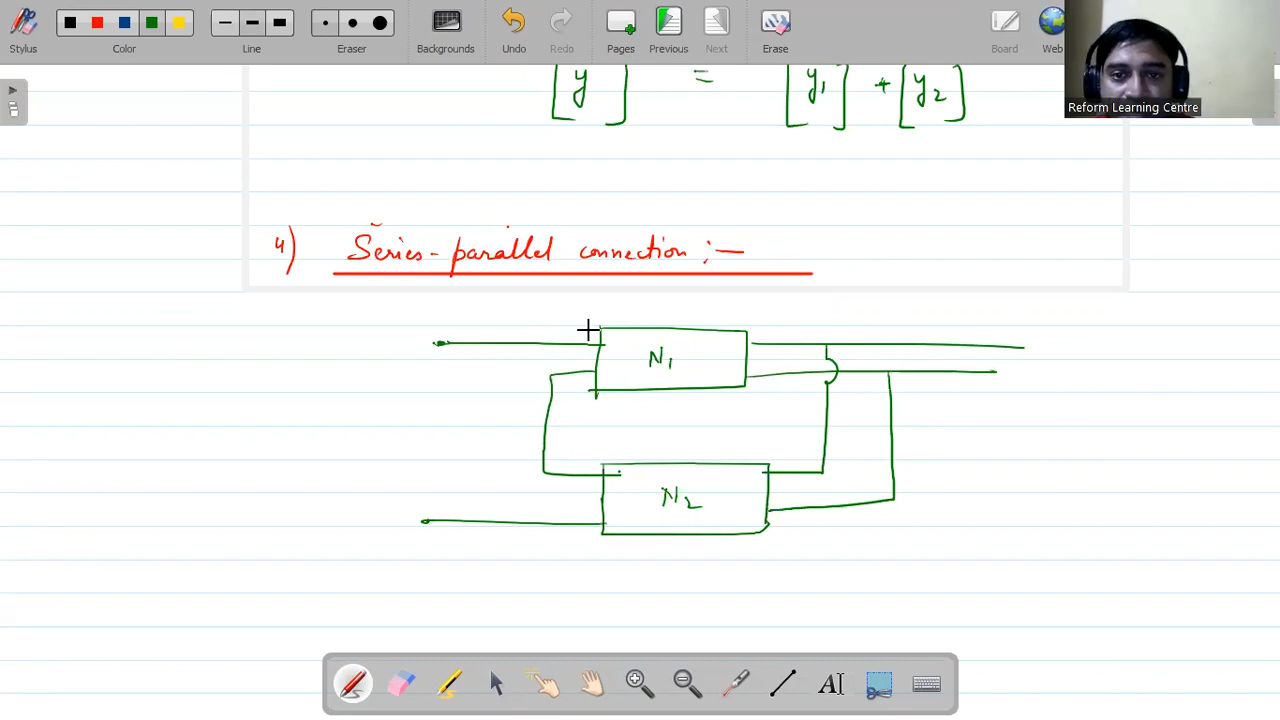 Stylus Color Line Eraser Backgrounds Undo Redo Pages Previous Next Erase Board Web
Reform Learning Centre
[y] = [y1] + [y2]
4) Series-parallel connection :-
N1
N2
AI